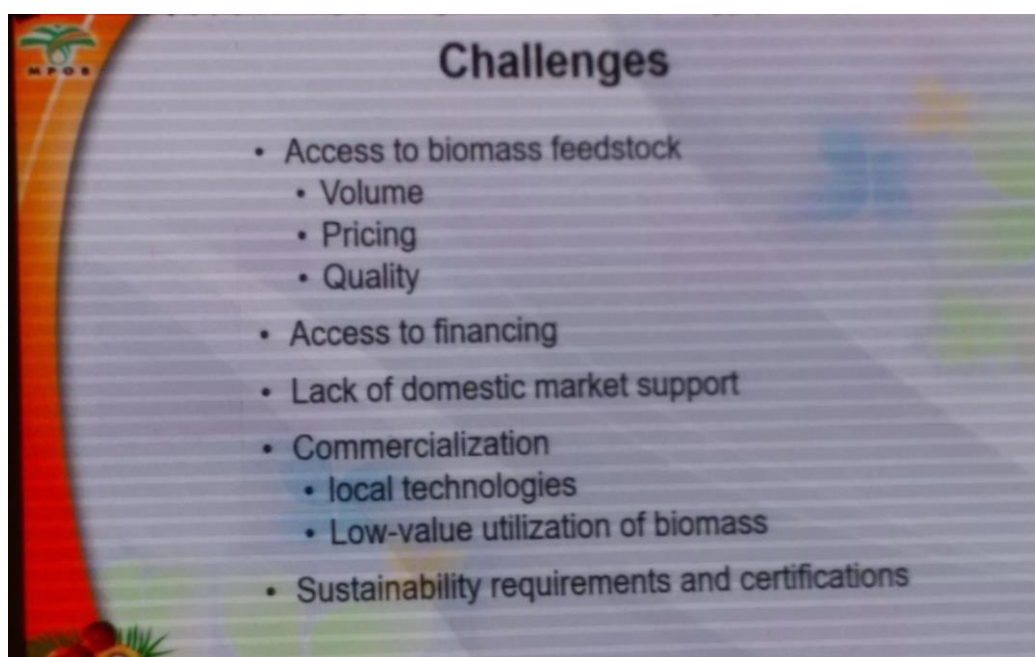 MPOB
Challenges
• Access to biomass feedstock
• Volume
• Pricing
• Quality
• Access to financing
• Lack of domestic market support
• Commercialization
• local technologies
• Low-value utilization of biomass
• Sustainability requirements and certifications